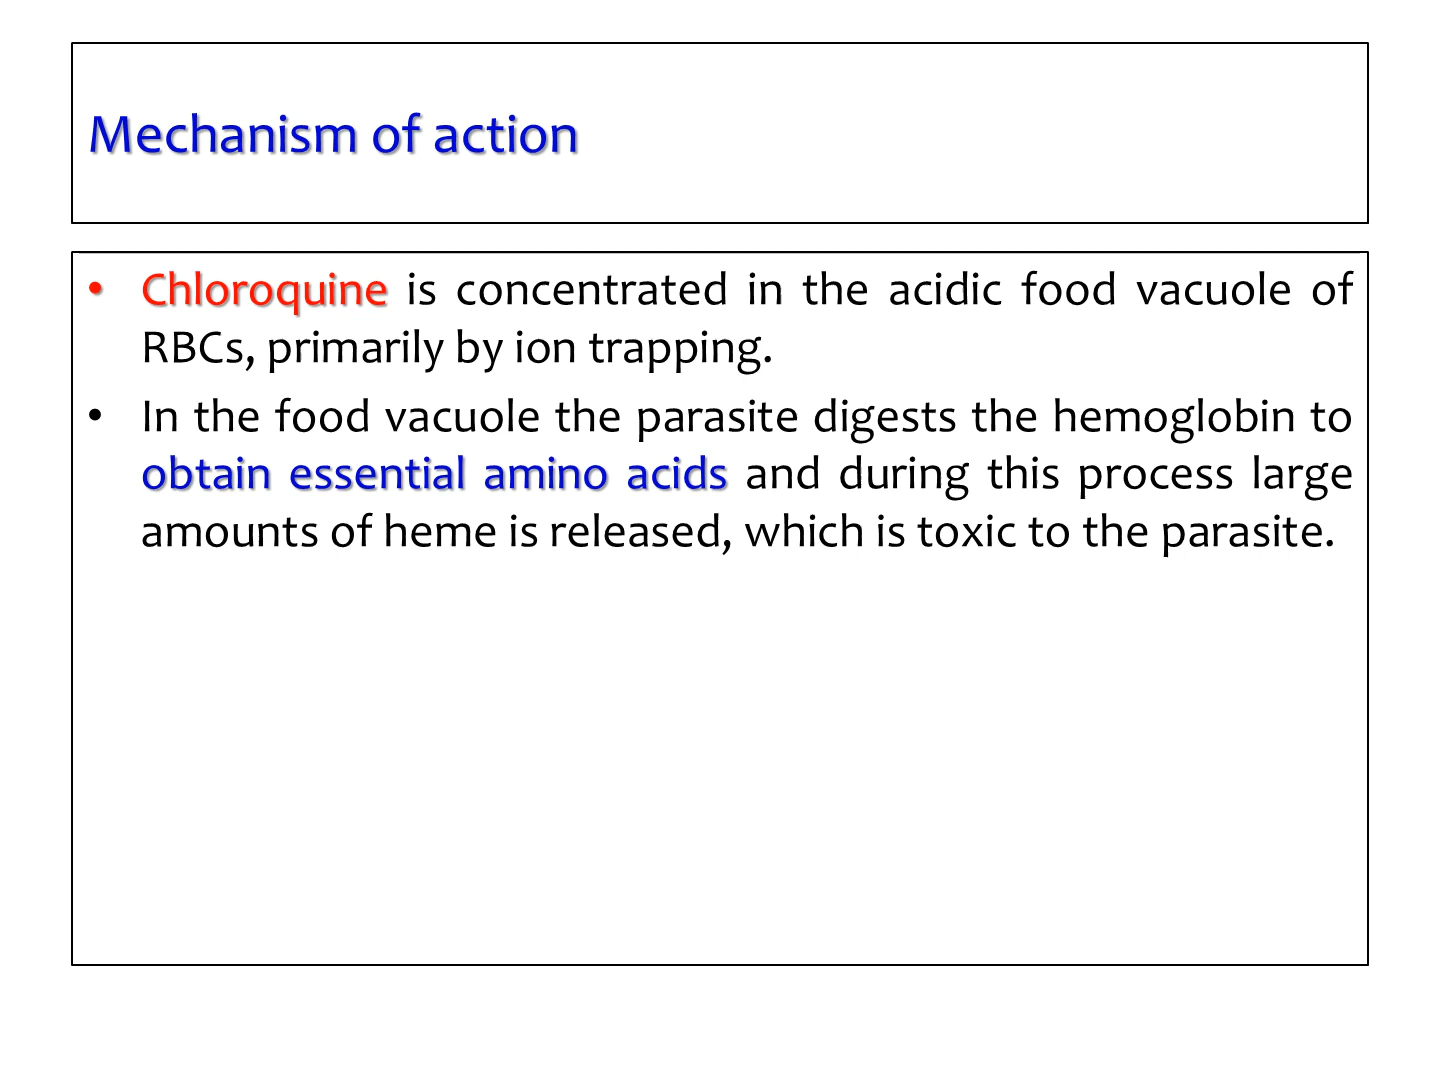 Mechanism of action
• Chloroquine is concentrated in the acidic food vacuole of
RBCs, primarily by ion trapping.
• In the food vacuole the parasite digests the hemoglobin to
obtain essential amino acids and during this process large
amounts of heme is released, which is toxic to the parasite.